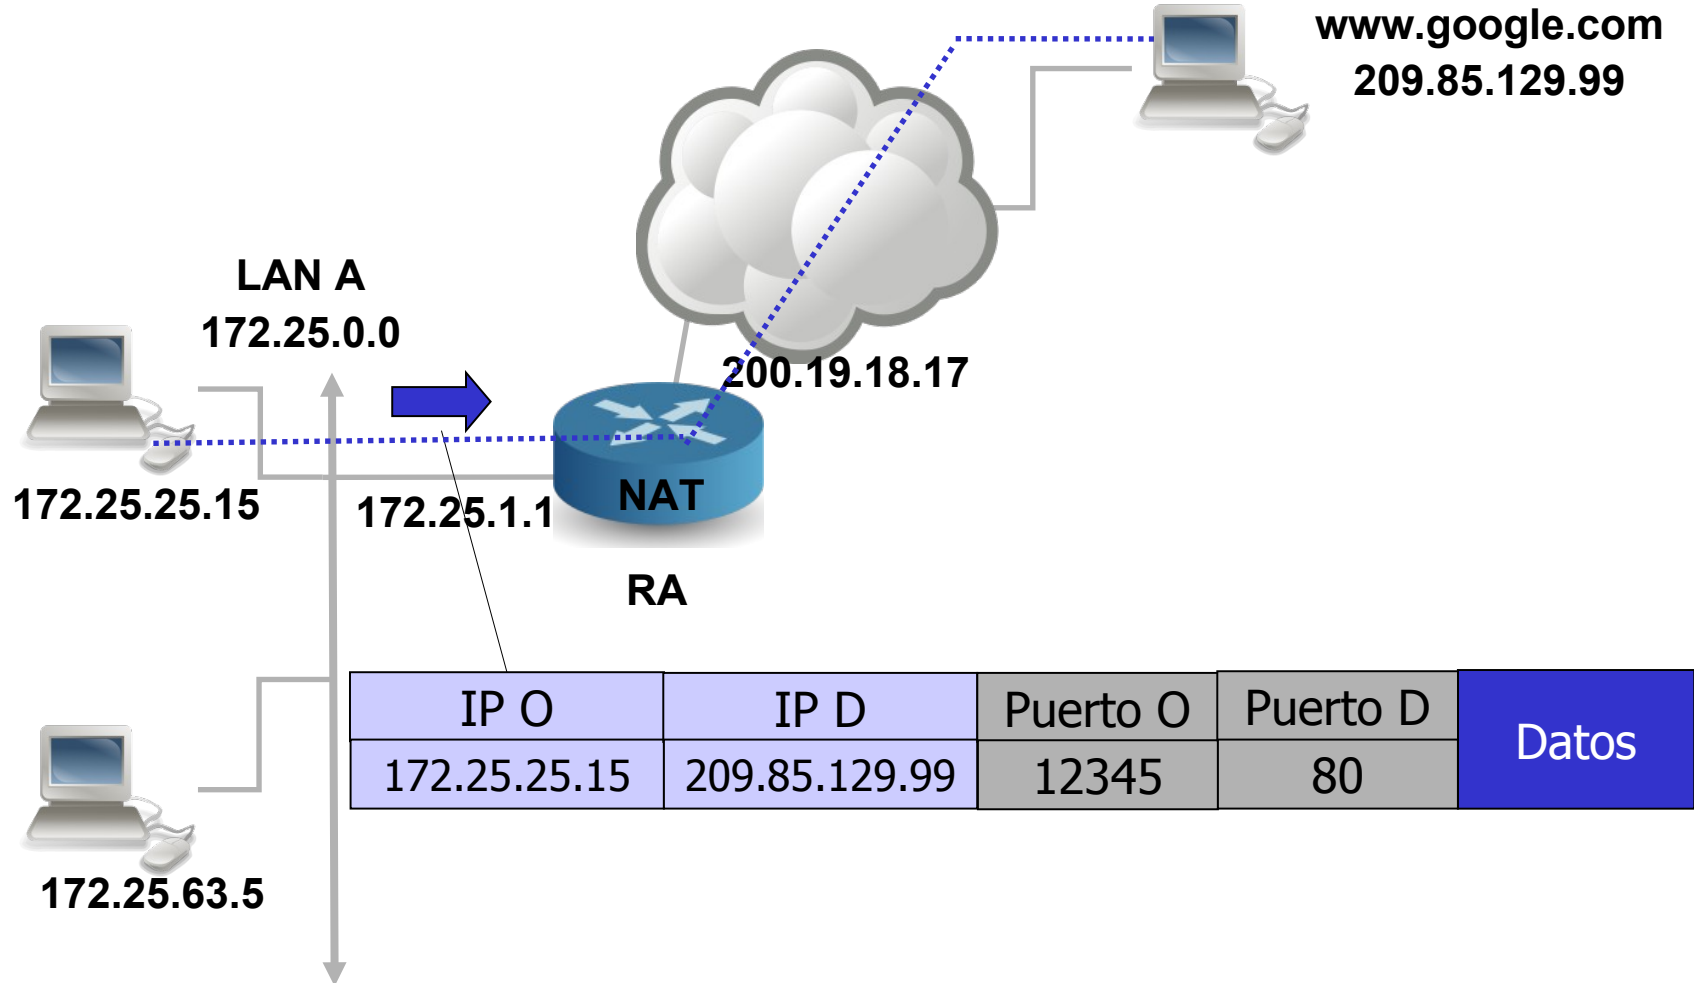 www.google.com
209.85.129.99
LAN A
172.25.0.0
200.19.18.17
172.25.25.15
172.25.1.1
NAT
RA
IP O
IP D
Puerto O
Puerto D
Datos
172.25.25.15
209.85.129.99
12345
80
172.25.63.5